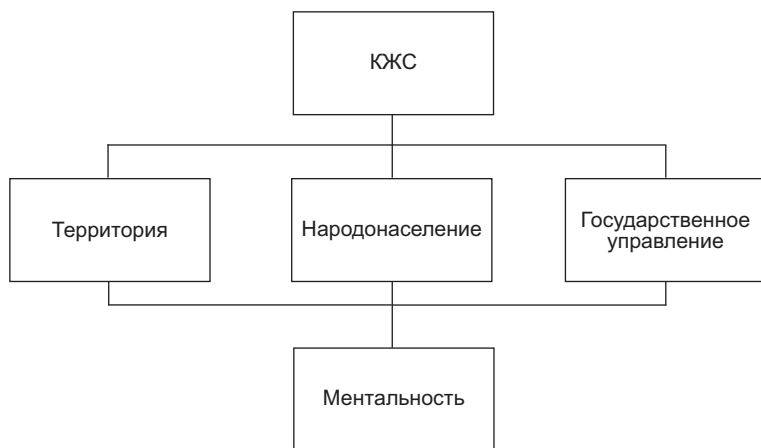 КЖС
Территория
Народонаселение
Государственное
управление
Ментальность